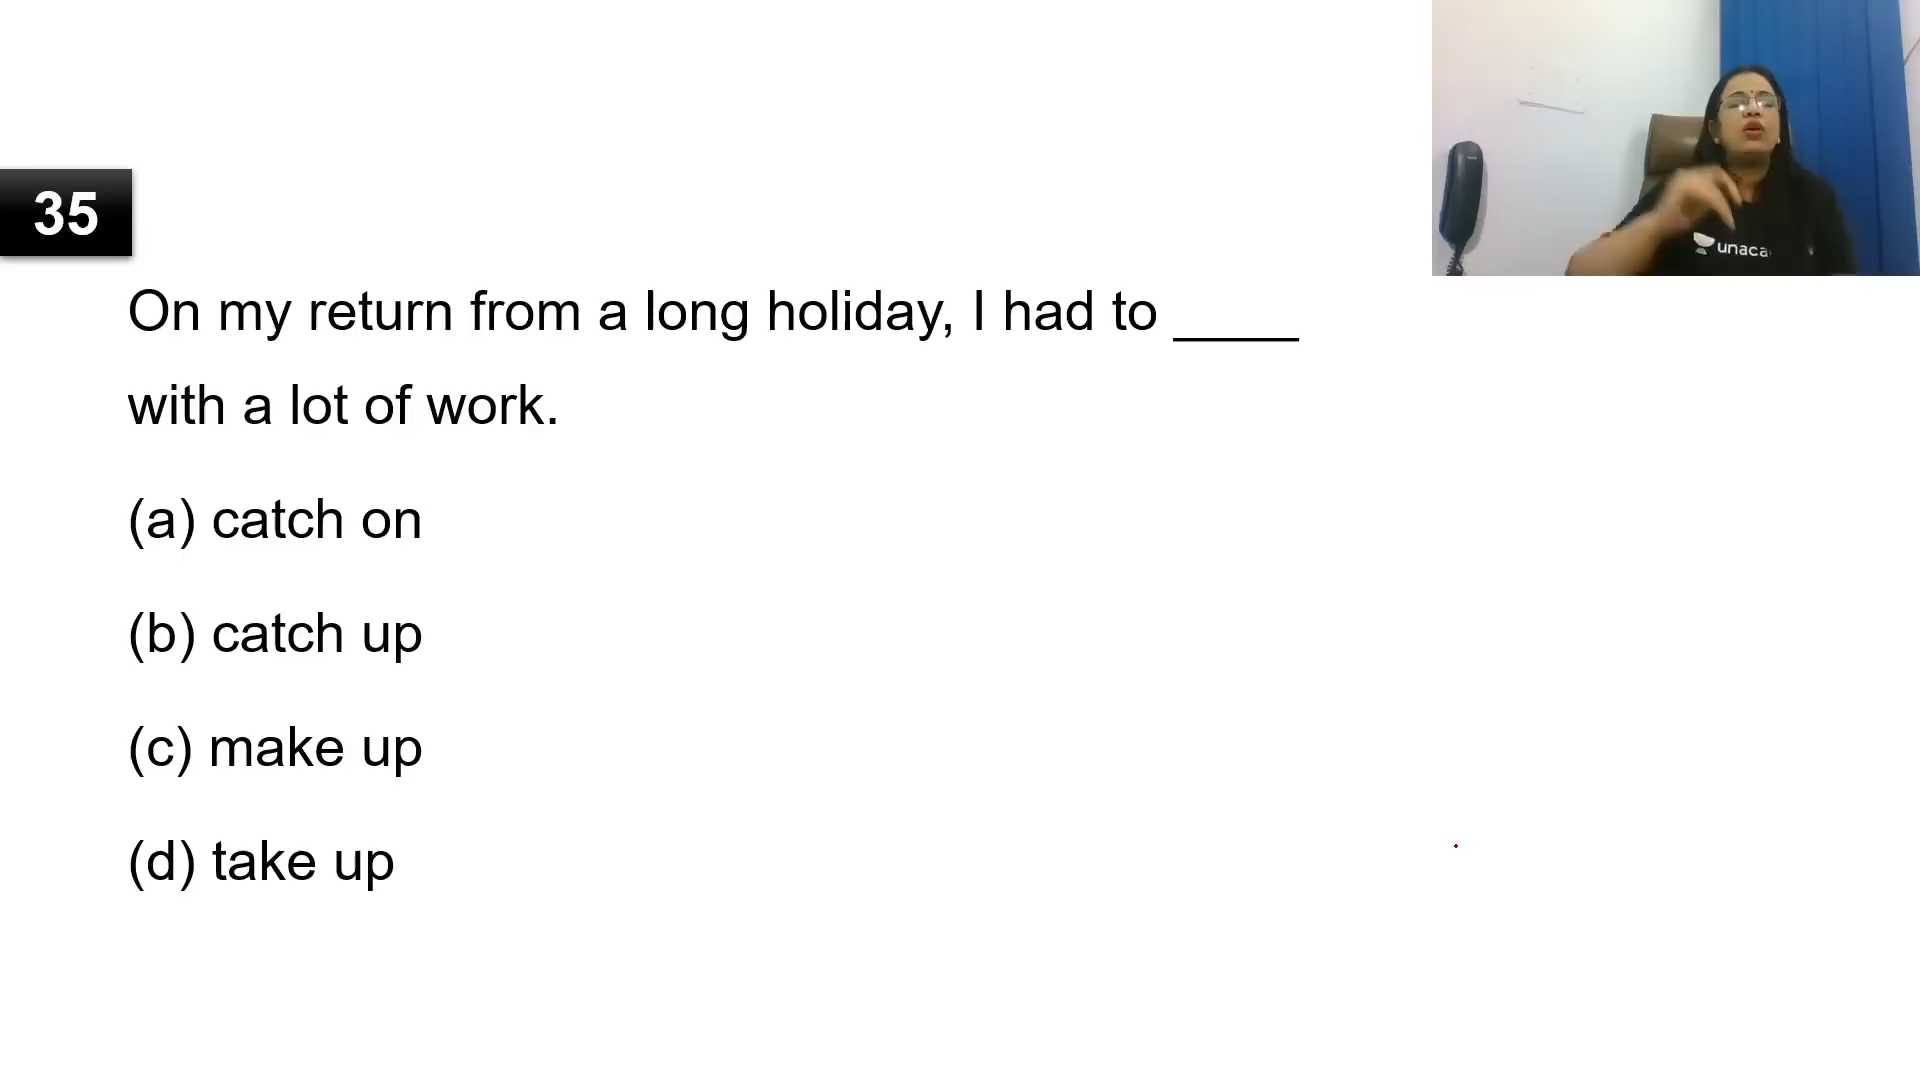 35
On my return from a long holiday, I had to _____
with a lot of work.
(a) catch on
(b) catch up
(c) make up
(d) take up
unaca